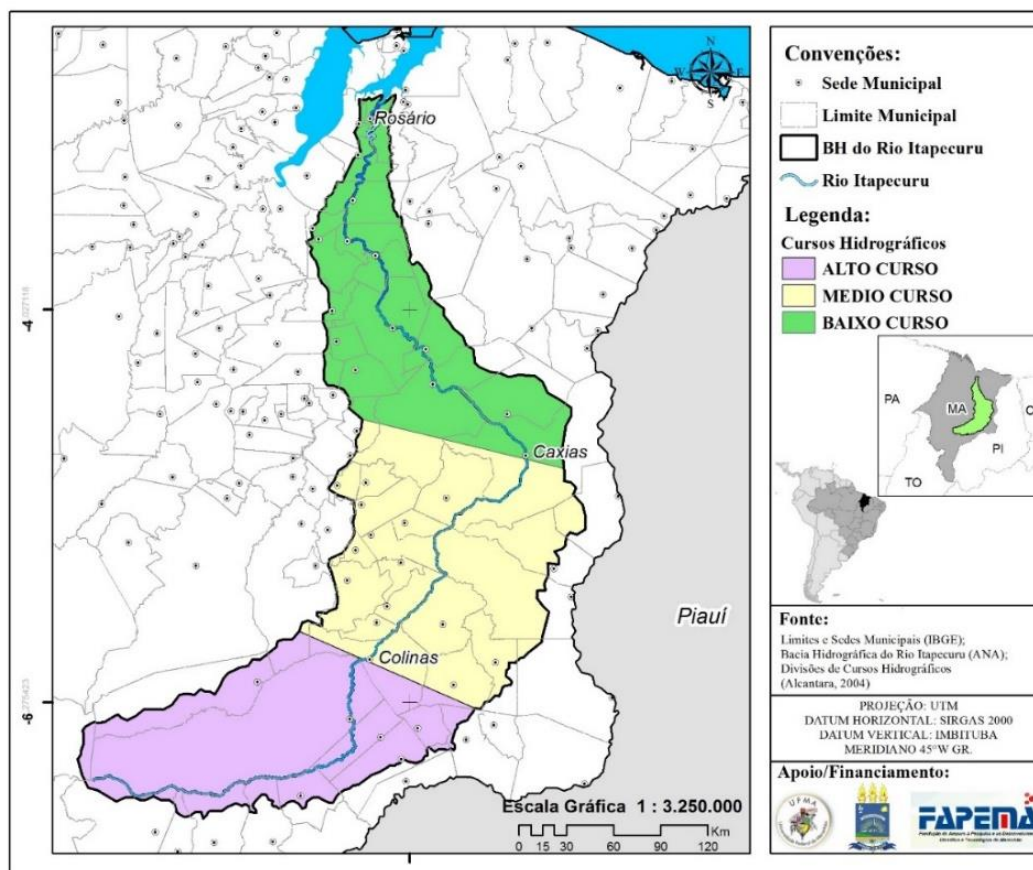 N
W
E
S
Rosário
-4
Caxias
Piauí
Colinas
-6
Escala Gráfica 1 : 3.250.000
Km
0 15 30 60 90 120
Convenções:
Sede Municipal
Limite Municipal
BH do Rio Itapecuru
Rio Itapecuru
Legenda:
Cursos Hidrográficos
ALTO CURSO
MEDIO CURSO
BAIXO CURSO
PA
MA
C
PI
TO
Fonte:
Limites e Sedes Municipais (IBGE);
Bacia Hidrográfica do Rio Itapecuru (ANA);
Divisões de Cursos Hidrográficos
(Alcantara, 2004)
PROJEÇÃO: UTM
DATUM HORIZONTAL: SIRGAS 2000
DATUM VERTICAL: IMBITUBA
MERIDIANO 45°W GR.
Apoio/Financiamento:
UFMA
FAPEMA